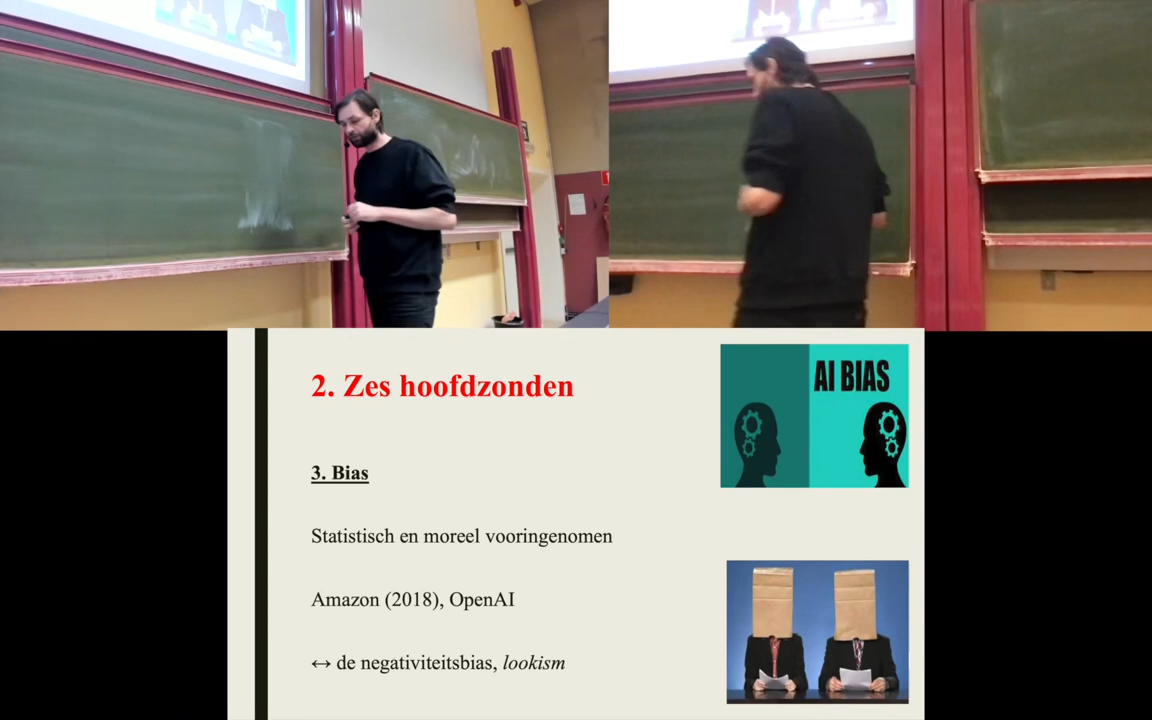 2. Zes hoofdzonden
AI BIAS
3. Bias
Statistisch en moreel vooringenomen
Amazon (2018), OpenAI
↔ de negativiteitsbias, lookism